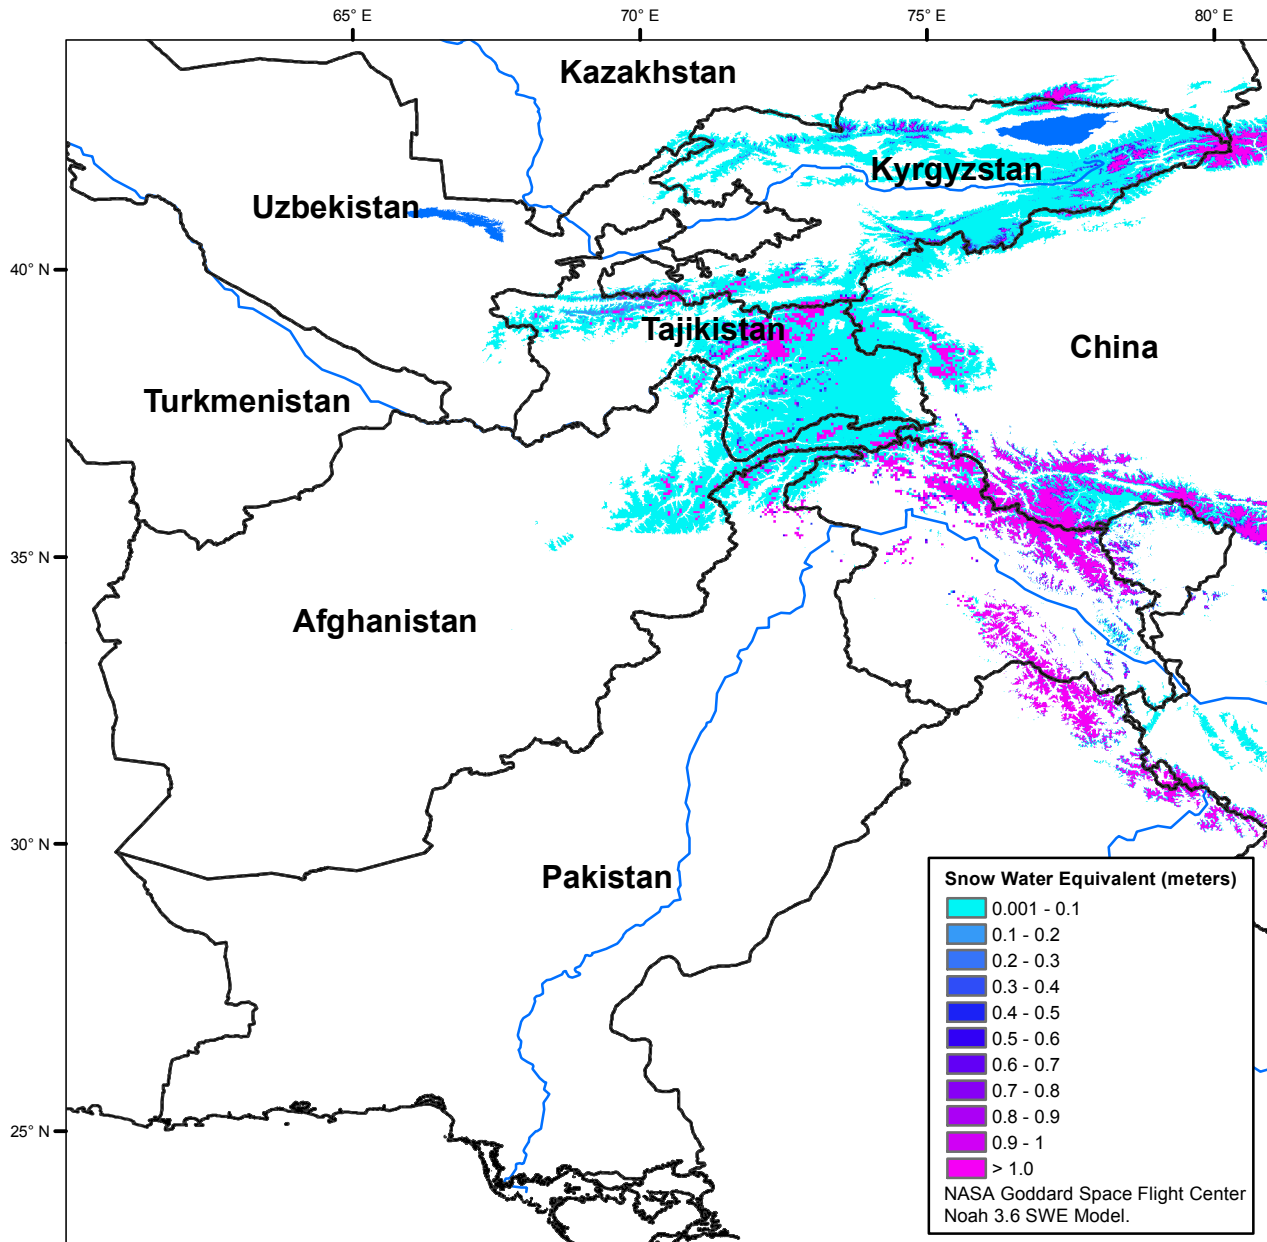 65° E
70° E
75° E
80° E
Kazakhstan
Kyrgyzstan
Uzbekistan
40° N
Tajikistan
China
Turkmenistan
35° N
Afghanistan
30° N
Pakistan
25° N
Snow Water Equivalent (meters)
0.001 - 0.1
0.1 - 0.2
0.2 - 0.3
0.3 - 0.4
0.4 - 0.5
0.5 - 0.6
0.6 - 0.7
0.7 - 0.8
0.8 - 0.9
0.9 - 1
> 1.0
NASA Goddard Space Flight Center
Noah 3.6 SWE Model.